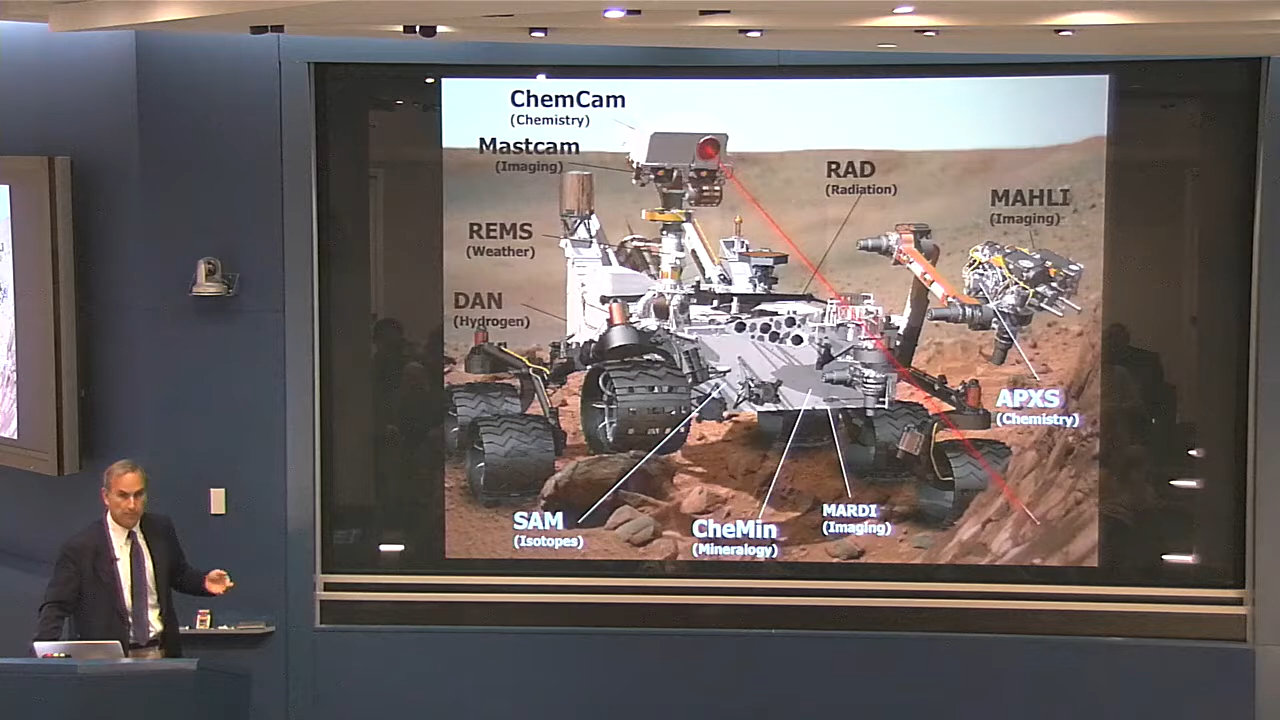 ChemCam
(Chemistry)
Mastcam
(Imaging)
RAD
(Radiation)
MAHLI
(Imaging)
REMS
(Weather)
DAN
(Hydrogen)
APXS
(Chemistry)
SAM
(Isotopes)
CheMin
(Mineralogy)
MARDI
(Imaging)